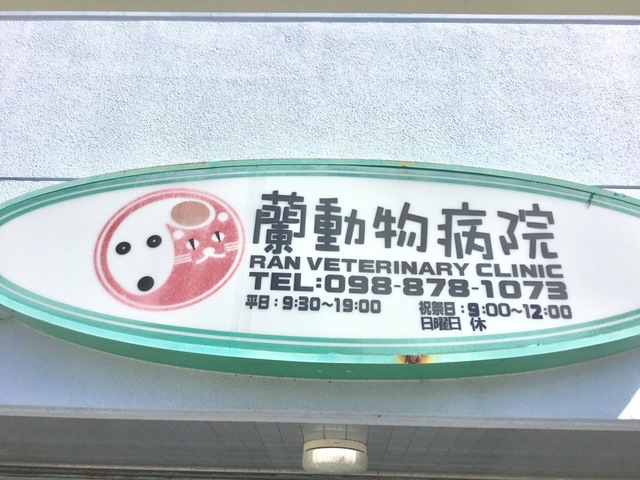 蘭動物病院
RAN VETERINARY CLINIC
TEL:098-878-1073
平日:9:30~19:00
祝祭日:9:00~12:00
日曜日 休